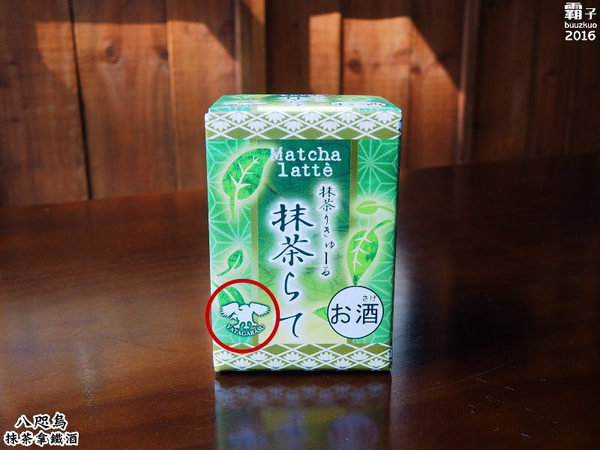 霸子
buuzkuo
2016
Matcha
latte
抹茶りきゅーる
抹茶らて
さけ
お酒
YATAGARASU
八咫烏
抹茶拿鐵酒